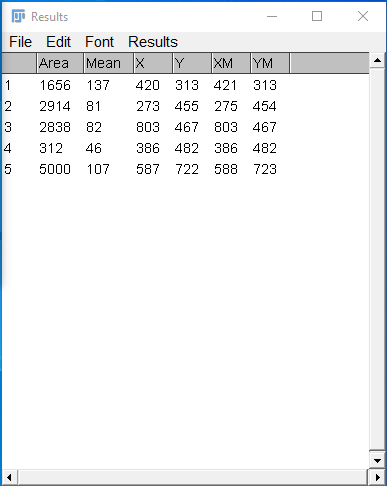 Results
File Edit Font Results
Area Mean X Y XM YM
1 1656 137 420 313 421 313
2 2914 81 273 455 275 454
3 2838 82 803 467 803 467
4 312 46 386 482 386 482
5 5000 107 587 722 588 723